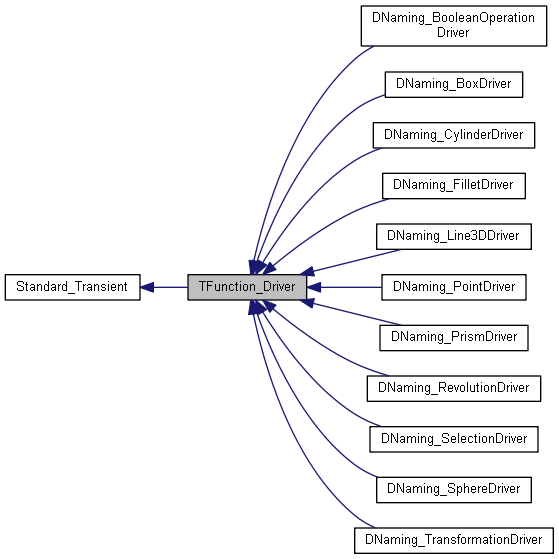 DNaming_BooleanOperation
Driver
DNaming_BoxDriver
DNaming_CylinderDriver
DNaming_FilletDriver
DNaming_Line3DDriver
Standard_Transient
TFunction_Driver
DNaming_PointDriver
DNaming_PrismDriver
DNaming_RevolutionDriver
DNaming_SelectionDriver
DNaming_SphereDriver
DNaming_TransformationDriver